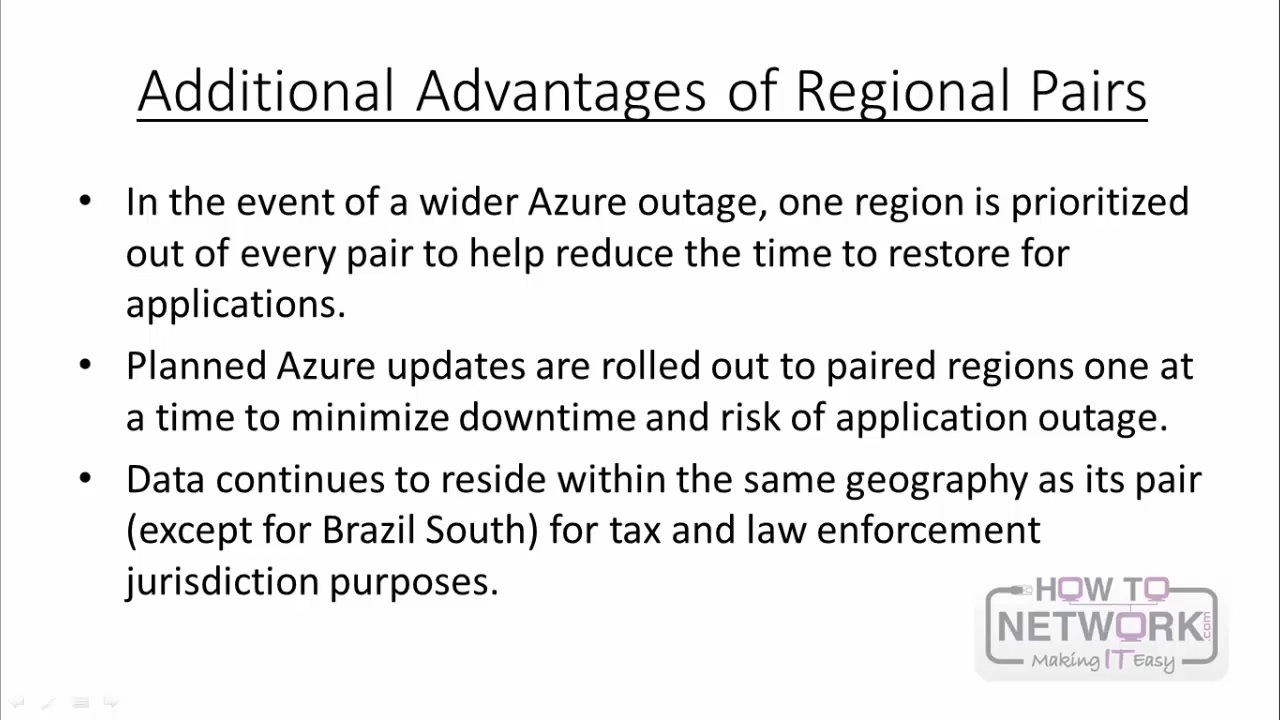 Additional Advantages of Regional Pairs
• In the event of a wider Azure outage, one region is prioritized
out of every pair to help reduce the time to restore for
applications.
• Planned Azure updates are rolled out to paired regions one at
a time to minimize downtime and risk of application outage.
• Data continues to reside within the same geography as its pair
(except for Brazil South) for tax and law enforcement
jurisdiction purposes.
HOW TO
NETWORK.com
Making IT Easy